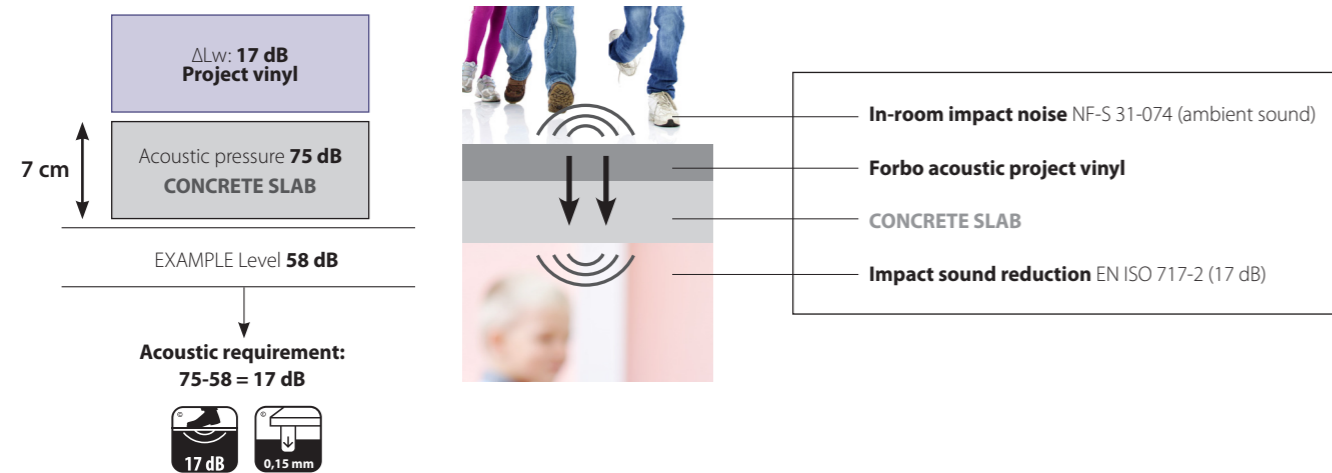 ΔLw: 17 dB
Project vinyl
7 cm
Acoustic pressure 75 dB
CONCRETE SLAB
EXAMPLE Level 58 dB
Acoustic requirement:
75-58 = 17 dB
©
17 dB
©
0,15 mm
In-room impact noise NF-S 31-074 (ambient sound)
Forbo acoustic project vinyl
CONCRETE SLAB
Impact sound reduction EN ISO 717-2 (17 dB)